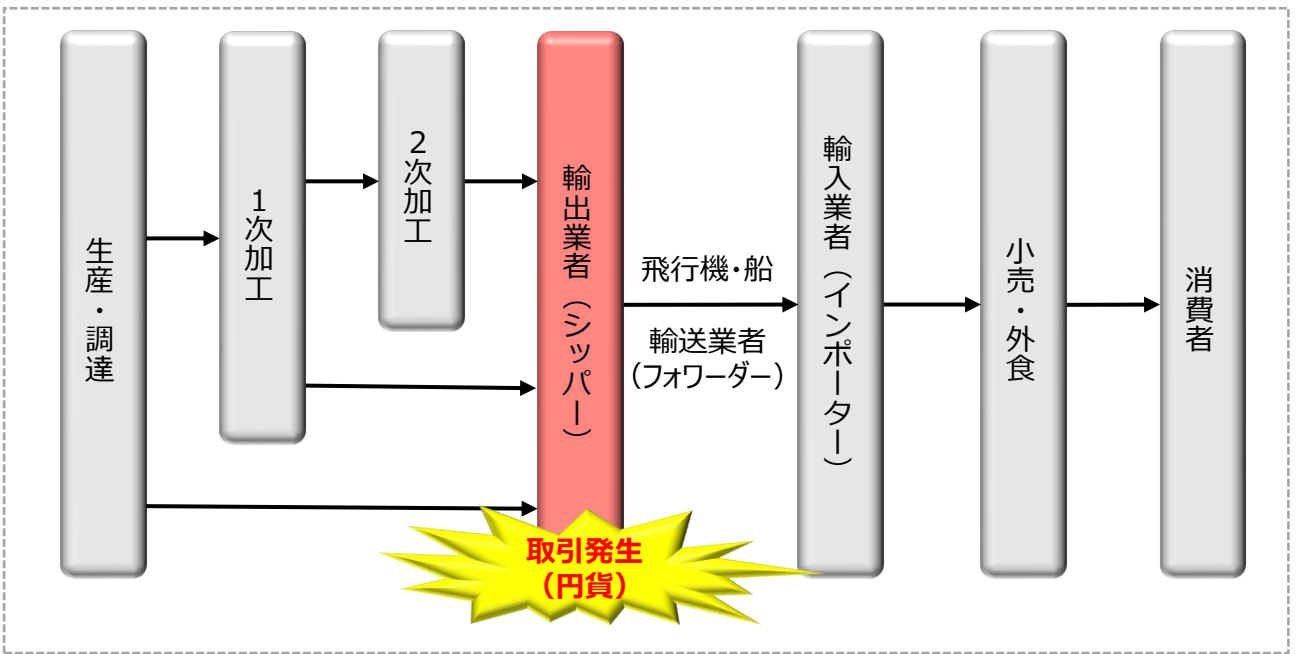 生産・調達
1次加工
2次加工
輸出業者（シッパー）
飛行機・船
輸送業者
（フォワーダー）
輸入業者（インポーター）
小売・外食
消費者
取引発生
（円貨）